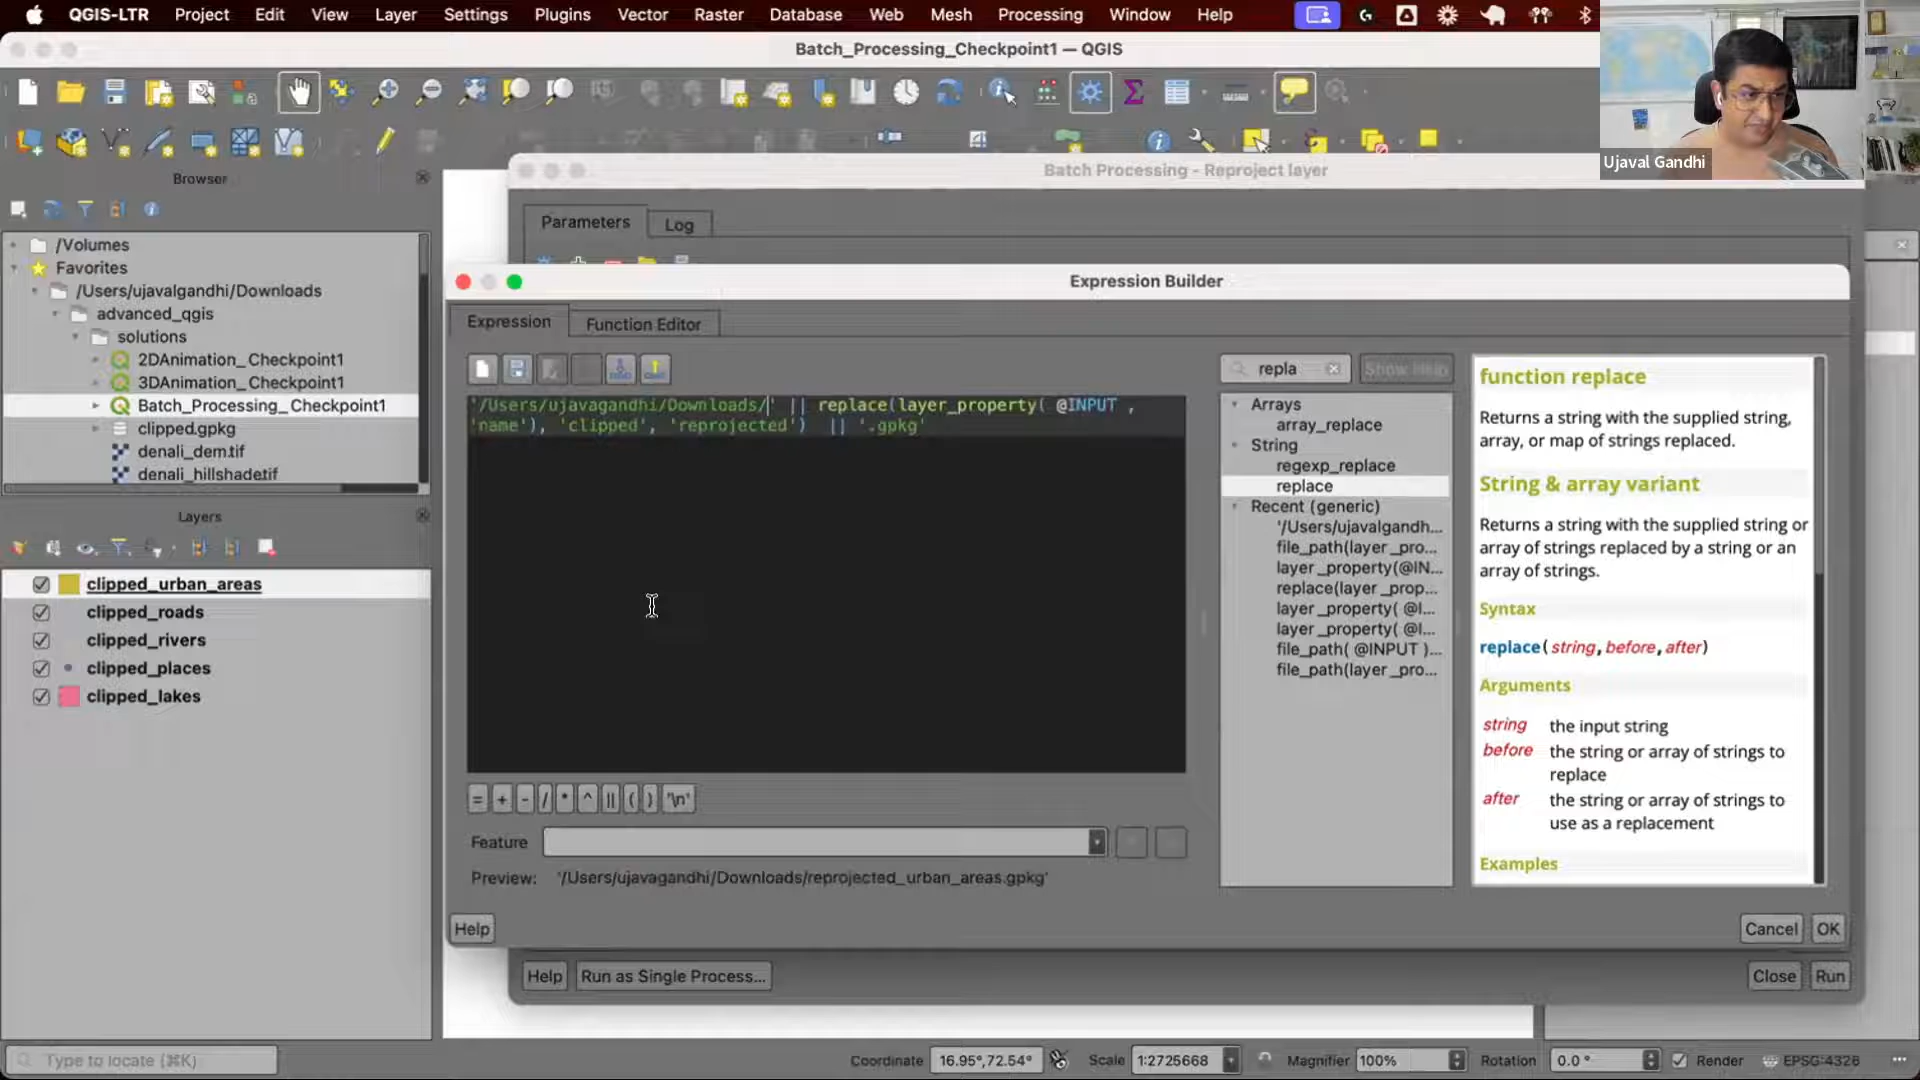 QGIS-LTR Project Edit View Layer Settings Plugins Vector Raster Database Web Mesh Processing Window Help
Batch_Processing_Checkpoint1 — QGIS
Ujaval Gandhi
Browser
/Volumes
Favorites
/Users/ujavalgandhi/Downloads
advanced_qgis
solutions
2DAnimation_Checkpoint1
3DAnimation_Checkpoint1
Batch_Processing_Checkpoint1
clipped.gpkg
denali_dem.tif
denali_hillshade.tif
Layers
clipped_urban_areas
clipped_roads
clipped_rivers
clipped_places
clipped_lakes
Batch Processing - Reproject layer
Parameters Log
Expression Builder
Expression Function Editor
'/Users/ujavagandhi/Downloads/' || replace(layer_property( @INPUT ,
'name'), 'clipped', 'reprojected') || '.gpkg'
= + - / * ^ || ( ) '\n'
Feature
Preview: '/Users/ujavagandhi/Downloads/reprojected_urban_areas.gpkg'
repla Show Help
Arrays
array_replace
String
regexp_replace
replace
Recent (generic)
'/Users/ujavalgandh...
file_path(layer_pro...
layer_property(@IN...
replace(layer_prop...
layer_property( @I...
layer_property( @I...
file_path( @INPUT )...
file_path(layer_pro...
function replace
Returns a string with the supplied string,
array, or map of strings replaced.
String & array variant
Returns a string with the supplied string or
array of strings replaced by a string or an
array of strings.
Syntax
replace(string,before,after)
Arguments
string the input string
before the string or array of strings to
replace
after the string or array of strings to
use as a replacement
Examples
Help Cancel OK
Help Run as Single Process... Close Run
Type to locate (⌘K) Coordinate 16.95°,72.54° Scale 1:2725668 Magnifier 100% Rotation 0.0 ° Render EPSG:4326